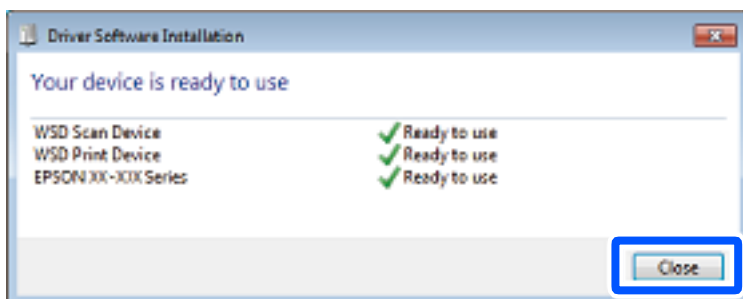 Driver Software Installation
Your device is ready to use
WSD Scan Device Ready to use
WSD Print Device Ready to use
EPSON XX-XXX Series Ready to use
Close